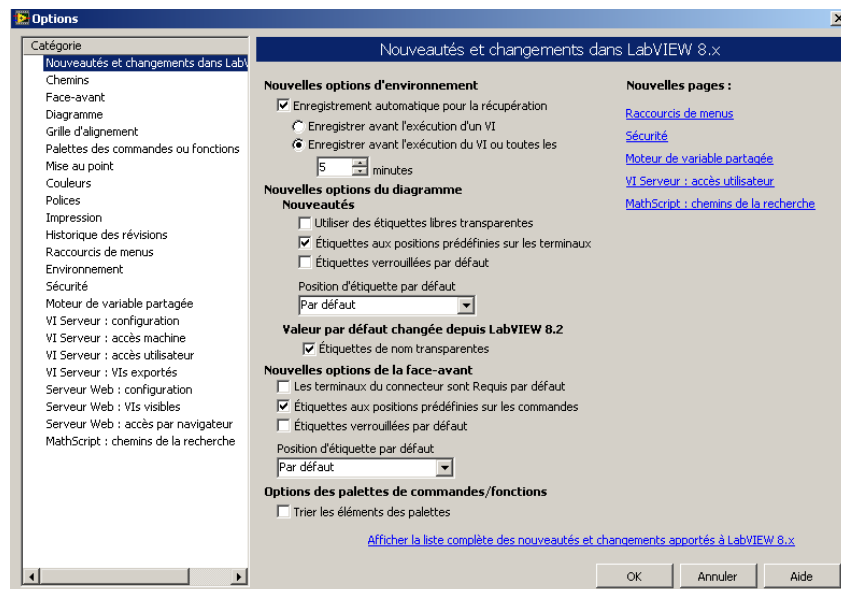 Options
Catégorie
Nouveautés et changements dans LabV
Chemins
Face-avant
Diagramme
Grille d'alignement
Palettes des commandes ou fonctions
Mise au point
Couleurs
Polices
Impression
Historique des révisions
Raccourcis de menus
Environnement
Sécurité
Moteur de variable partagée
VI Serveur : configuration
VI Serveur : accès machine
VI Serveur : accès utilisateur
VI Serveur : VIs exportés
Serveur Web : configuration
Serveur Web : VIs visibles
Serveur Web : accès par navigateur
MathScript : chemins de la recherche
Nouveautés et changements dans LabVIEW 8.x
Nouvelles options d'environnement
Enregistrement automatique pour la récupération
Enregistrer avant l'exécution d'un VI
Enregistrer avant l'exécution du VI ou toutes les
5 minutes
Nouvelles options du diagramme
Nouveautés
Utiliser des étiquettes libres transparentes
Étiquettes aux positions prédéfinies sur les terminaux
Étiquettes verrouillées par défaut
Position d'étiquette par défaut
Par défaut
Valeur par défaut changée depuis LabVIEW 8.2
Étiquettes de nom transparentes
Nouvelles options de la face-avant
Les terminaux du connecteur sont Requis par défaut
Étiquettes aux positions prédéfinies sur les commandes
Étiquettes verrouillées par défaut
Position d'étiquette par défaut
Par défaut
Options des palettes de commandes/fonctions
Trier les éléments des palettes
Nouvelles pages :
Raccourcis de menus
Sécurité
Moteur de variable partagée
VI Serveur : accès utilisateur
MathScript : chemins de la recherche
Afficher la liste complète des nouveautés et changements apportés à LabVIEW 8.x
OK Annuler Aide